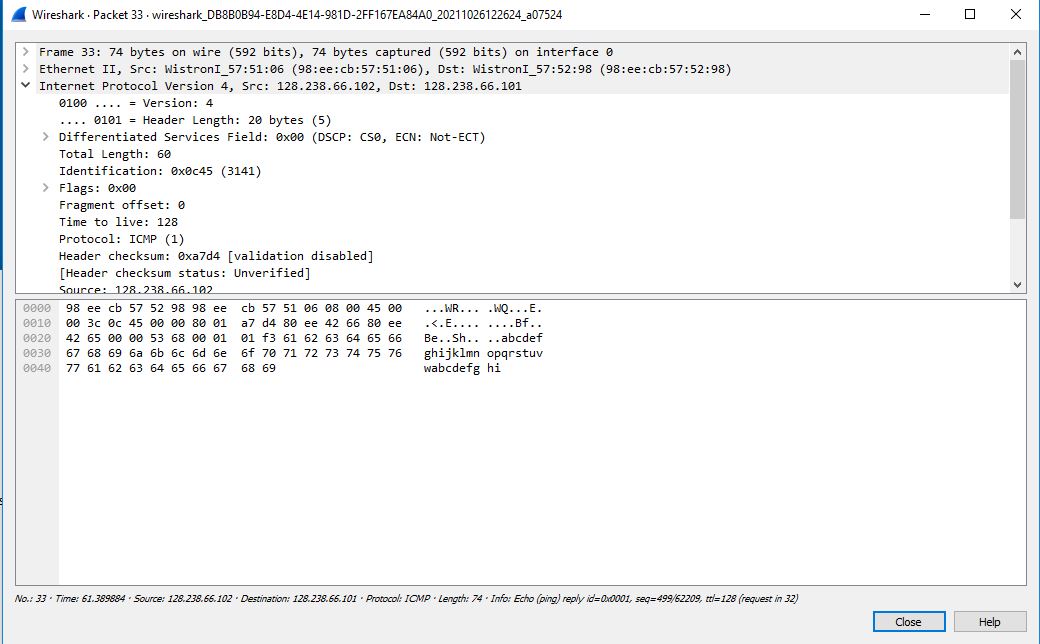 Wireshark · Packet 33 · wireshark_DB8B0B94-E8D4-4E14-981D-2FF167EA84A0_20211026122624_a07524
Frame 33: 74 bytes on wire (592 bits), 74 bytes captured (592 bits) on interface 0
Ethernet II, Src: WistronI_57:51:06 (98:ee:cb:57:51:06), Dst: WistronI_57:52:98 (98:ee:cb:57:52:98)
Internet Protocol Version 4, Src: 128.238.66.102, Dst: 128.238.66.101
0100 .... = Version: 4
.... 0101 = Header Length: 20 bytes (5)
Differentiated Services Field: 0x00 (DSCP: CS0, ECN: Not-ECT)
Total Length: 60
Identification: 0x0c45 (3141)
Flags: 0x00
Fragment offset: 0
Time to live: 128
Protocol: ICMP (1)
Header checksum: 0xa7d4 [validation disabled]
[Header checksum status: Unverified]
Source: 128.238.66.102
0000 98 ee cb 57 52 98 98 ee cb 57 51 06 08 00 45 00 ...WR... .WQ...E.
0010 00 3c 0c 45 00 00 80 01 a7 d4 80 ee 42 66 80 ee .<.E.... ....Bf..
0020 42 65 00 00 53 68 00 01 01 f3 61 62 63 64 65 66 Be..Sh.. ..abcdef
0030 67 68 69 6a 6b 6c 6d 6e 6f 70 71 72 73 74 75 76 ghijklmn opqrstuv
0040 77 61 62 63 64 65 66 67 68 69 wabcdefg hi
No.: 33 · Time: 61.389884 · Source: 128.238.66.102 · Destination: 128.238.66.101 · Protocol: ICMP · Length: 74 · Info: Echo (ping) reply id=0x0001, seq=499/62209, ttl=128 (request in 32)
Close Help